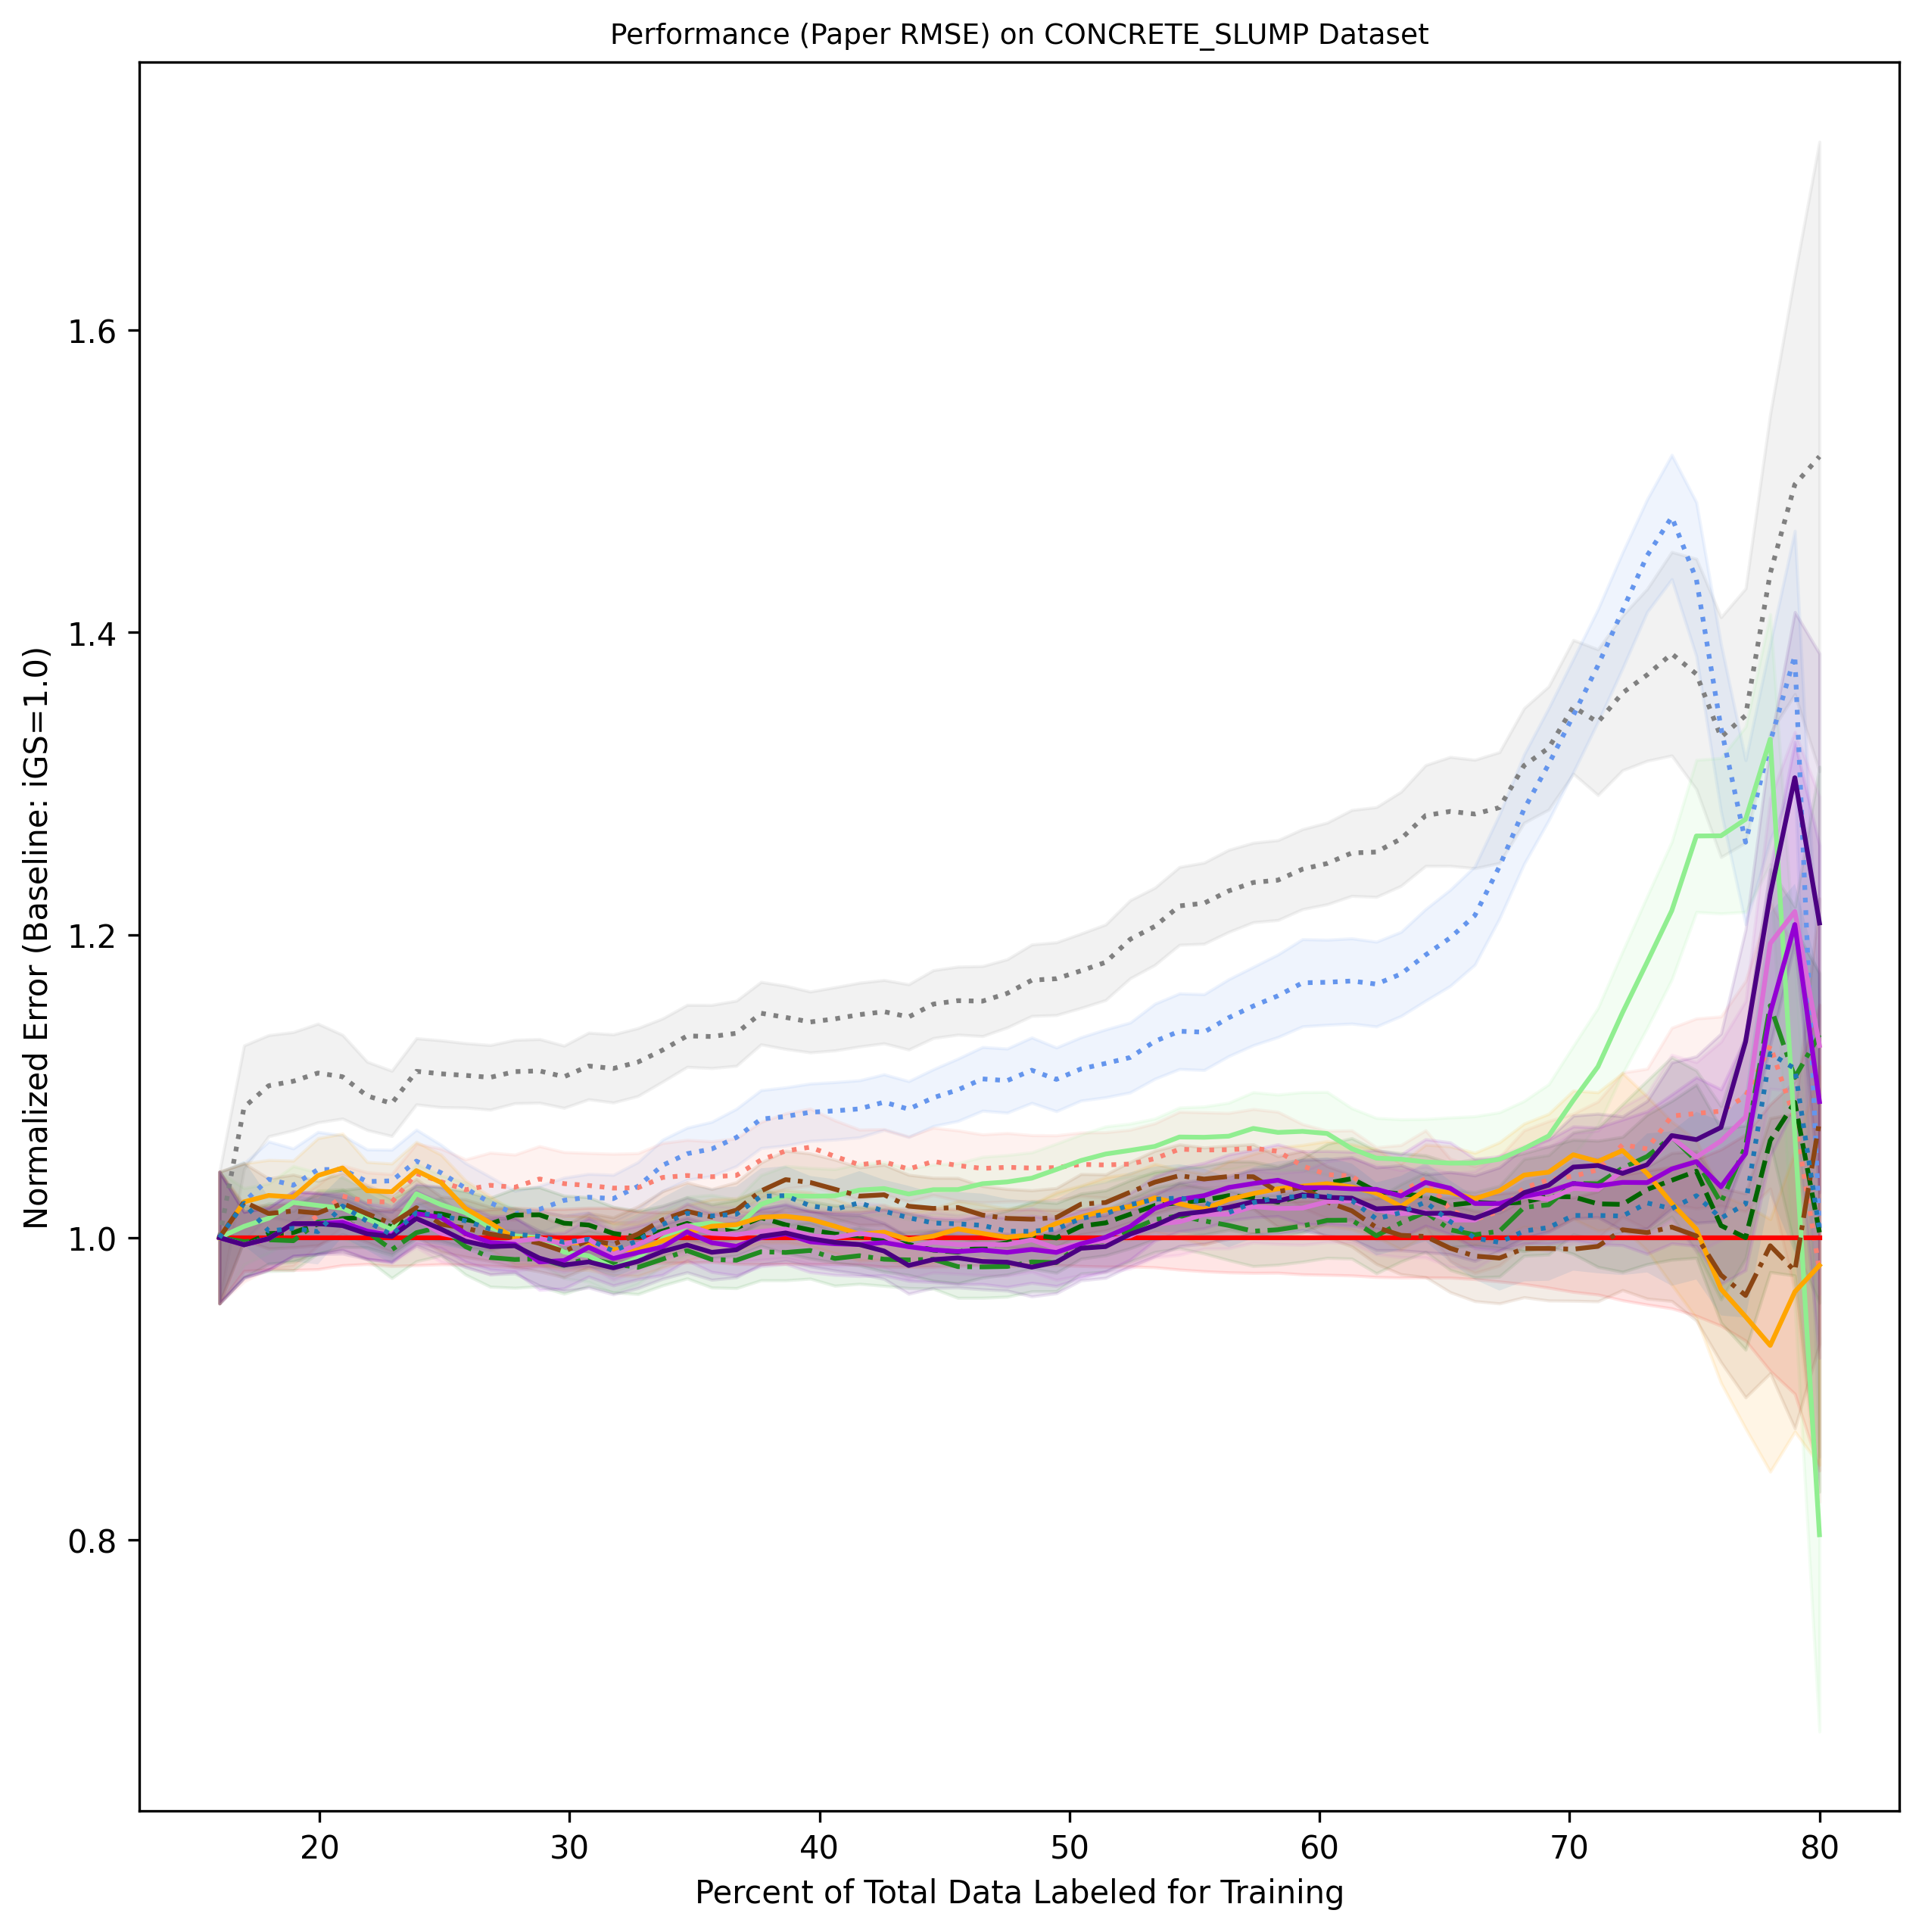 Performance (Paper RMSE) on CONCRETE_SLUMP Dataset
Normalized Error (Baseline: iGS=1.0)
1.6
1.4
1.2
1.0
0.8
20 30 40 50 60 70 80
Percent of Total Data Labeled for Training